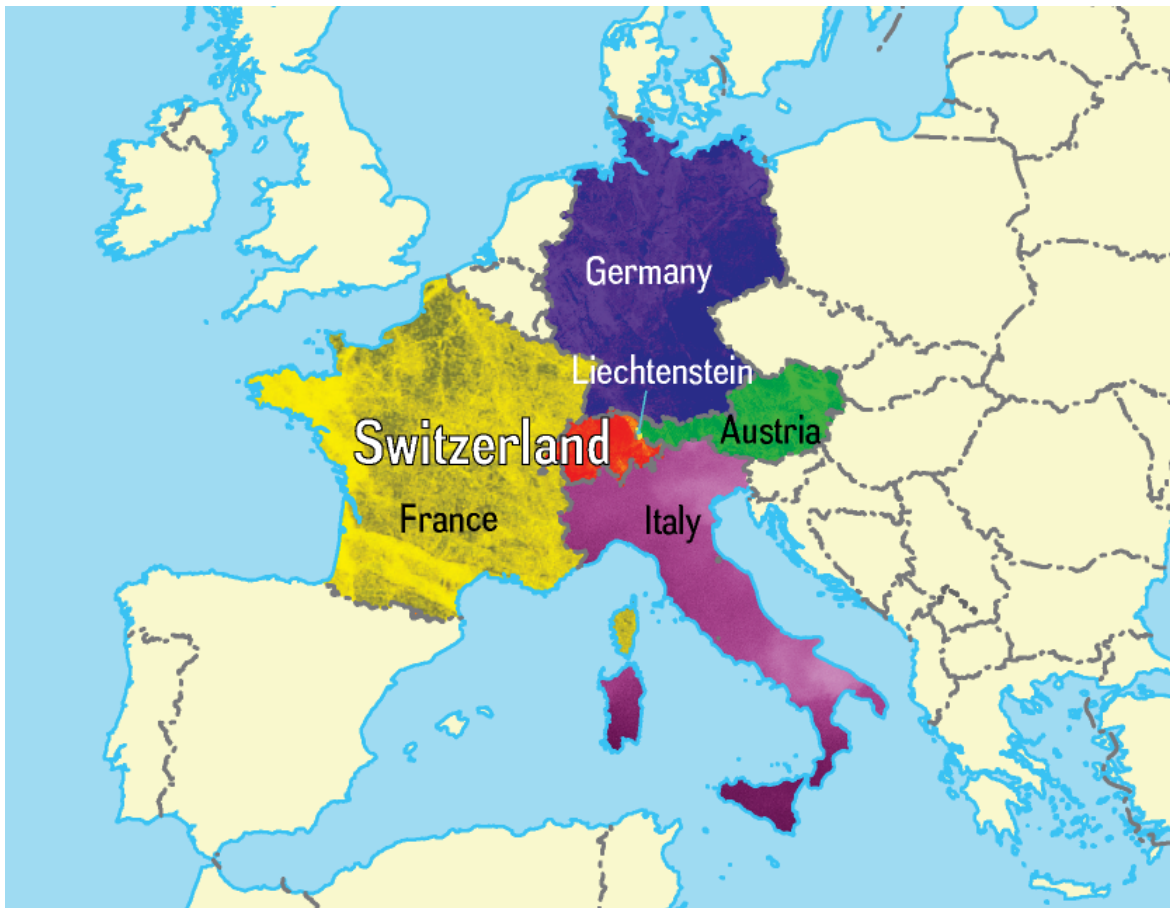 Germany
Liechtenstein
Switzerland
Austria
France
Italy